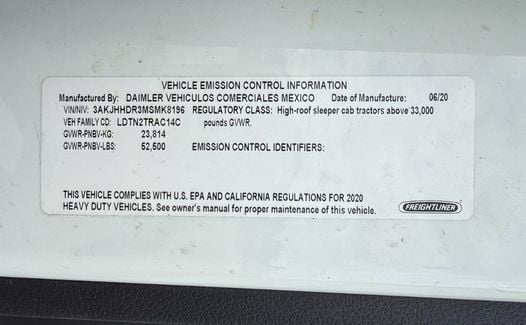 VEHICLE EMISSION CONTROL INFORMATION
Manufactured By: DAIMLER VEHICULOS COMERCIALES MEXICO Date of Manufacture: 06/20
VIN/NIV: 3AKJHHDR3MSMK8196 REGULATORY CLASS: High-roof sleeper cab tractors above 33,000
VEH FAMILY CD: LDTN2TRAC14C pounds GVWR.
GVWR-PNBV-KG: 23,814
GVWR-PNBV-LBS: 52,500 EMISSION CONTROL IDENTIFIERS:
THIS VEHICLE COMPLIES WITH U.S. EPA AND CALIFORNIA REGULATIONS FOR 2020
HEAVY DUTY VEHICLES. See owner's manual for proper maintenance of this vehicle.
FREIGHTLINER